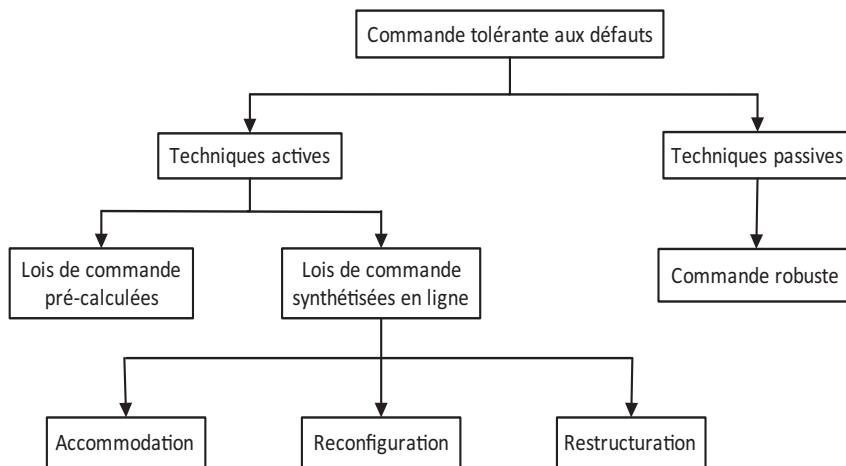 Commande tolérante aux défauts
Techniques actives
Techniques passives
Lois de commande
pré-calculées
Lois de commande
synthétisées en ligne
Commande robuste
Accommodation
Reconfiguration
Restructuration